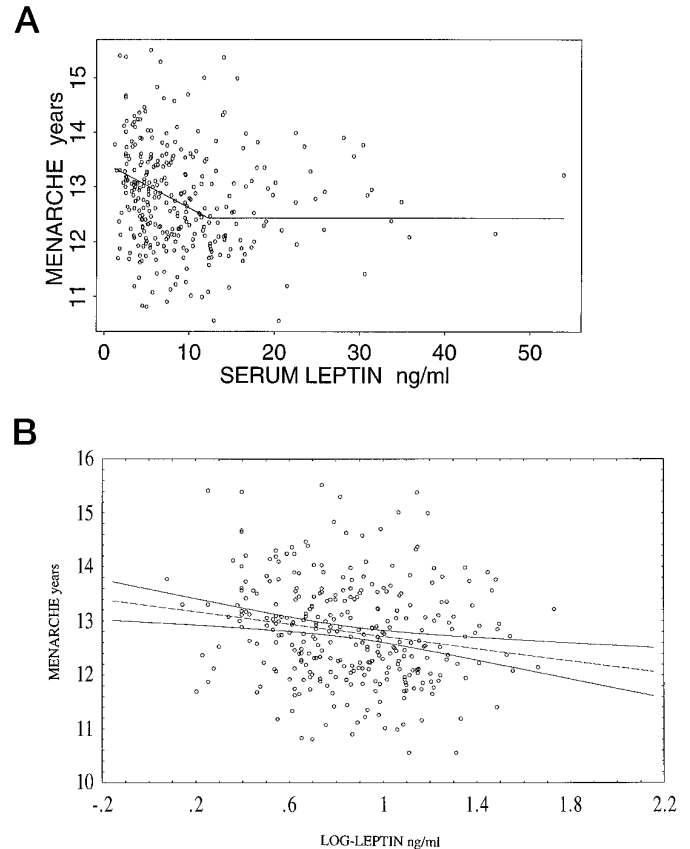 A
MENARCHE years
15
14
13
12
11
0 10 20 30 40 50
SERUM LEPTIN ng/ml
B
MENARCHE years
16
15
14
13
12
11
10
-.2 .2 .6 1 1.4 1.8 2.2
LOG-LEPTIN ng/ml